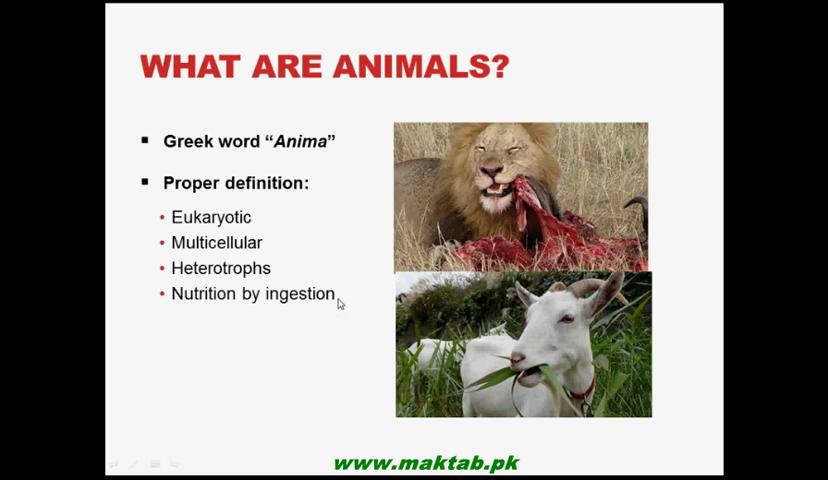 WHAT ARE ANIMALS?
▪ Greek word “Anima”
▪ Proper definition:
• Eukaryotic
• Multicellular
• Heterotrophs
• Nutrition by ingestion
www.maktab.pk